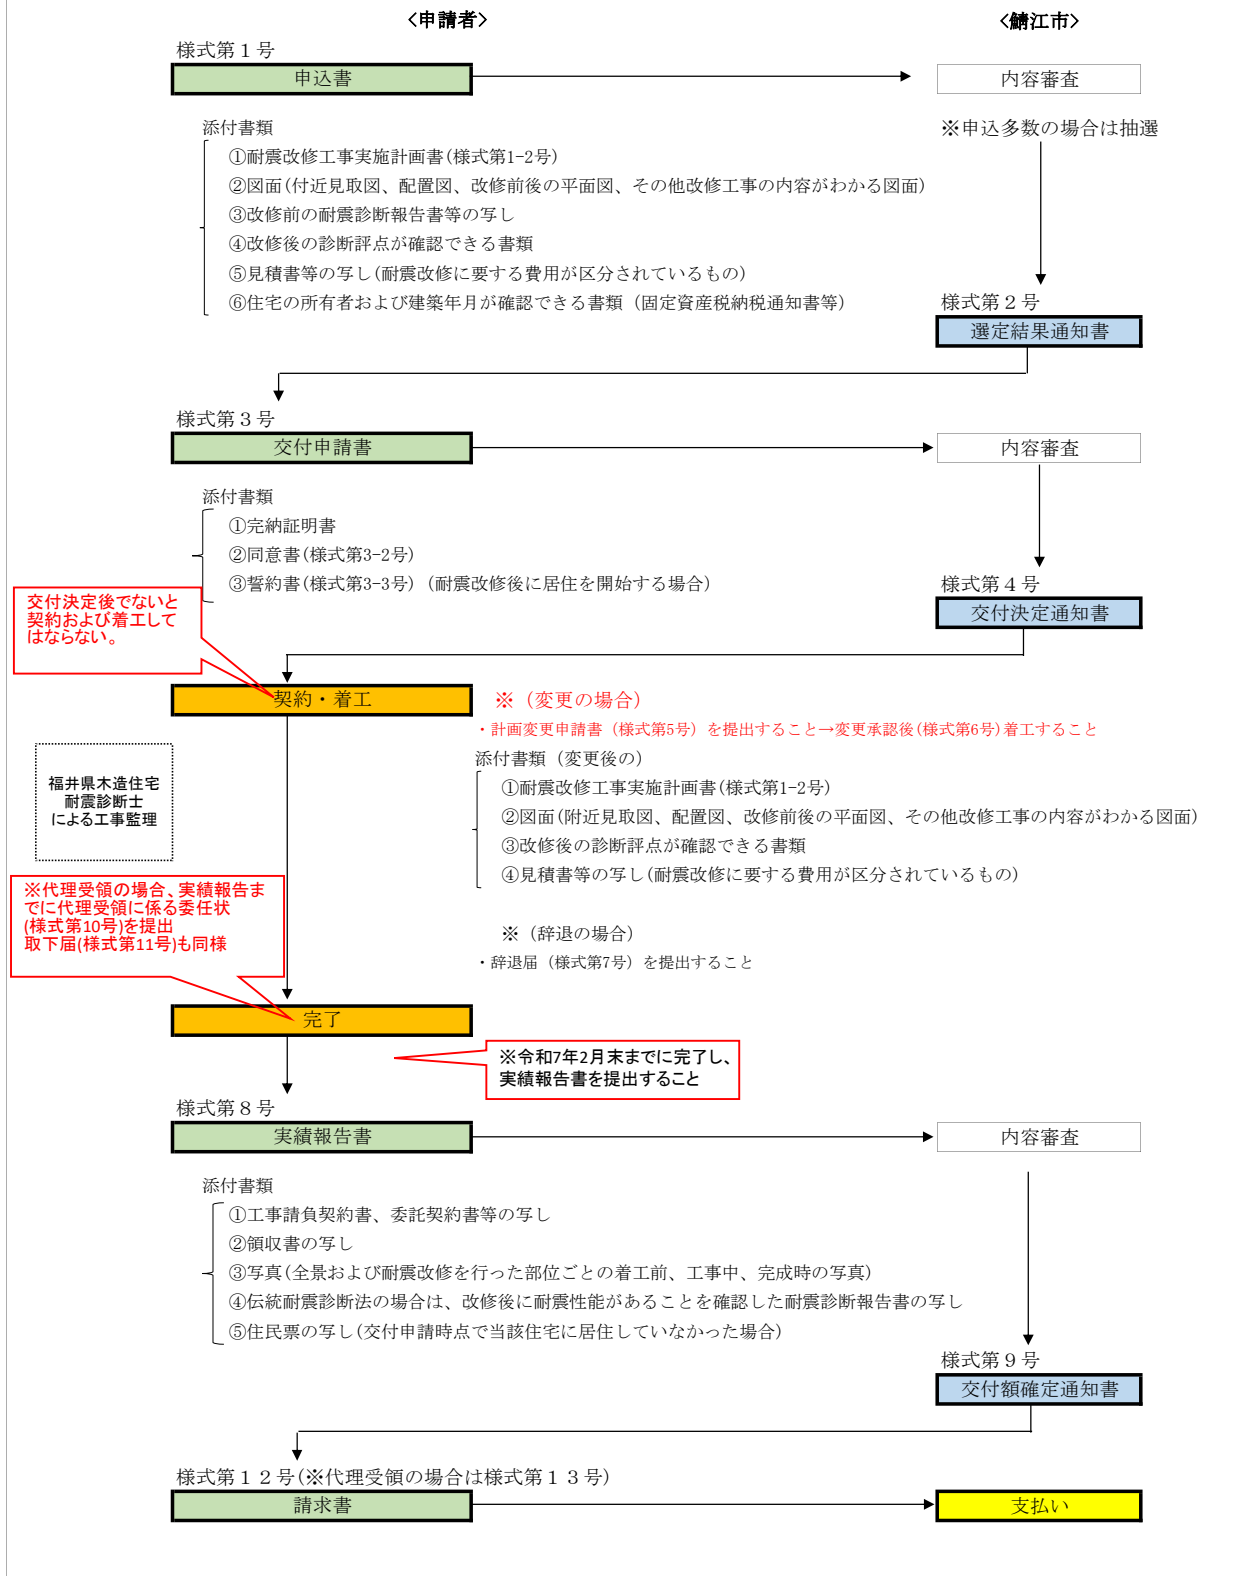 <申請者>
<鯖江市>
様式第１号
申込書
内容審査
添付書類
※申込多数の場合は抽選
①耐震改修工事実施計画書(様式第1-2号)
②図面(付近見取図、配置図、改修前後の平面図、その他改修工事の内容がわかる図面)
③改修前の耐震診断報告書等の写し
④改修後の診断評点が確認できる書類
⑤見積書等の写し(耐震改修に要する費用が区分されているもの)
⑥住宅の所有者および建築年月が確認できる書類（固定資産税納税通知書等）
様式第２号
選定結果通知書
様式第３号
交付申請書
内容審査
添付書類
①完納証明書
②同意書(様式第3-2号)
③誓約書(様式第3-3号)（耐震改修後に居住を開始する場合）
様式第４号
交付決定通知書
交付決定後でないと
契約および着工して
はならない。
契約・着工
※（変更の場合）
・計画変更申請書（様式第5号）を提出すること→変更承認後(様式第6号)着工すること
添付書類（変更後の）
①耐震改修工事実施計画書(様式第1-2号)
②図面(附近見取図、配置図、改修前後の平面図、その他改修工事の内容がわかる図面)
③改修後の診断評点が確認できる書類
④見積書等の写し(耐震改修に要する費用が区分されているもの)
福井県木造住宅
耐震診断士
による工事監理
※代理受領の場合、実績報告ま
でに代理受領に係る委任状
(様式第10号)を提出
取下届(様式第11号)も同様
※（辞退の場合）
・辞退届（様式第7号）を提出すること
完了
※令和7年2月末までに完了し、
実績報告書を提出すること
様式第８号
実績報告書
内容審査
添付書類
①工事請負契約書、委託契約書等の写し
②領収書の写し
③写真(全景および耐震改修を行った部位ごとの着工前、工事中、完成時の写真)
④伝統耐震診断法の場合は、改修後に耐震性能があることを確認した耐震診断報告書の写し
⑤住民票の写し(交付申請時点で当該住宅に居住していなかった場合)
様式第９号
交付額確定通知書
様式第１２号(※代理受領の場合は様式第１３号)
請求書
支払い